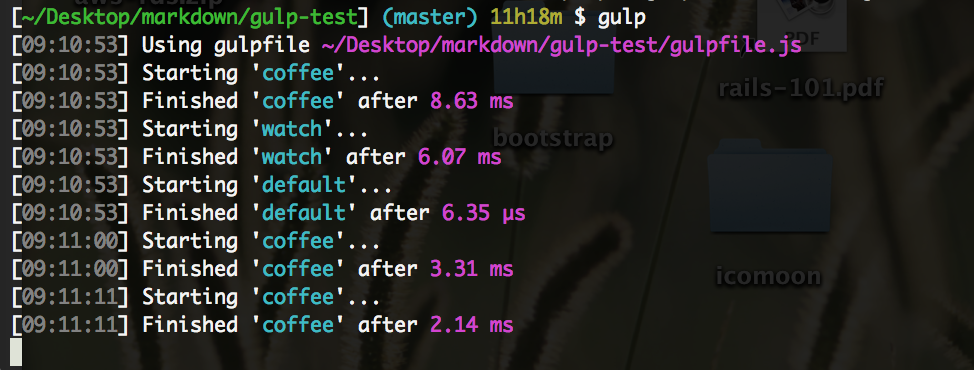 [~/Desktop/markdown/gulp-test] (master) 11h18m $ gulp
[09:10:53] Using gulpfile ~/Desktop/markdown/gulp-test/gulpfile.js
[09:10:53] Starting 'coffee'...
[09:10:53] Finished 'coffee' after 8.63 ms
[09:10:53] Starting 'watch'...
[09:10:53] Finished 'watch' after 6.07 ms
[09:10:53] Starting 'default'...
[09:10:53] Finished 'default' after 6.35 μs
[09:11:00] Starting 'coffee'...
[09:11:00] Finished 'coffee' after 3.31 ms
[09:11:11] Starting 'coffee'...
[09:11:11] Finished 'coffee' after 2.14 ms
PDF
rails-101.pdf
bootstrap
icomoon